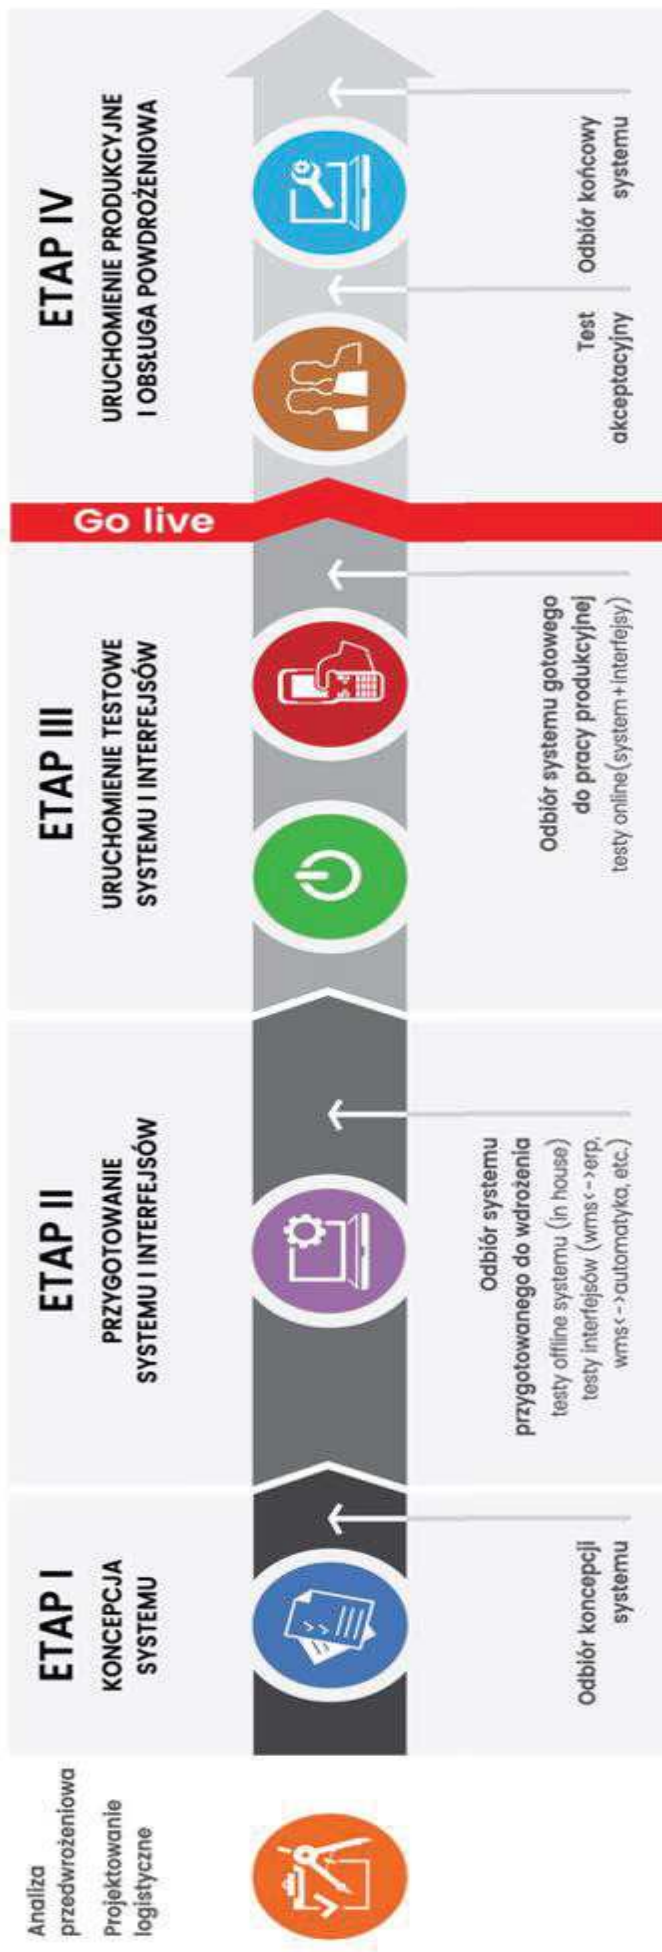 Analiza
przedwrożeniowa
Projektowanie
logistyczne
ETAP I
KONCEPCJA
SYSTEMU
Odbiór koncepcji
systemu
ETAP II
PRZYGOTOWANIE
SYSTEMU I INTERFEJSÓW
Odbiór systemu
przygotowanego do wdrożenia
testy offline systemu (in house)
testy interfejsów (wms<->erp,
wms<->automatyka, etc.)
ETAP III
URUCHOMIENIE TESTOWE
SYSTEMU I INTERFEJSÓW
Odbiór systemu gotowego
do pracy produkcyjnej
testy online(system+interfejsy)
Go live
ETAP IV
URUCHOMIENIE PRODUKCYJNE
I OBSŁUGA POWDROŻENIOWA
Test
akceptacyjny
Odbiór końcowy
systemu